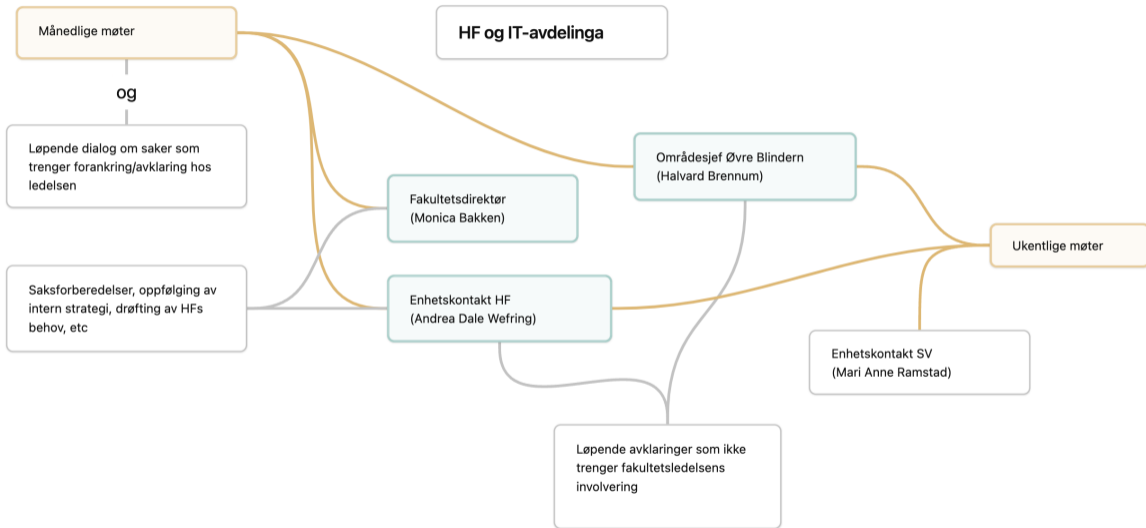 Månedlige møter
HF og IT-avdelinga
og
Løpende dialog om saker som
trenger forankring/avklaring hos
ledelsen
Områdesjef Øvre Blindern
(Halvard Brennum)
Fakultetsdirektør
(Monica Bakken)
Ukentlige møter
Saksforberedelser, oppfølging av
intern strategi, drøfting av HFs
behov, etc
Enhetskontakt HF
(Andrea Dale Wefring)
Enhetskontakt SV
(Mari Anne Ramstad)
Løpende avklaringer som ikke
trenger fakultetsledelsens
involvering